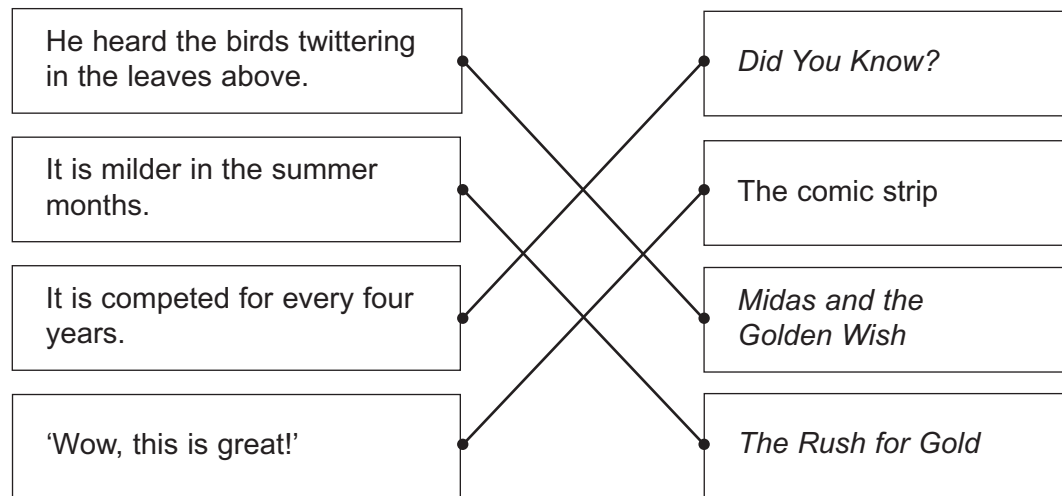 He heard the birds twittering
in the leaves above.
It is milder in the summer
months.
It is competed for every four
years.
‘Wow, this is great!’
Did You Know?
The comic strip
Midas and the
Golden Wish
The Rush for Gold